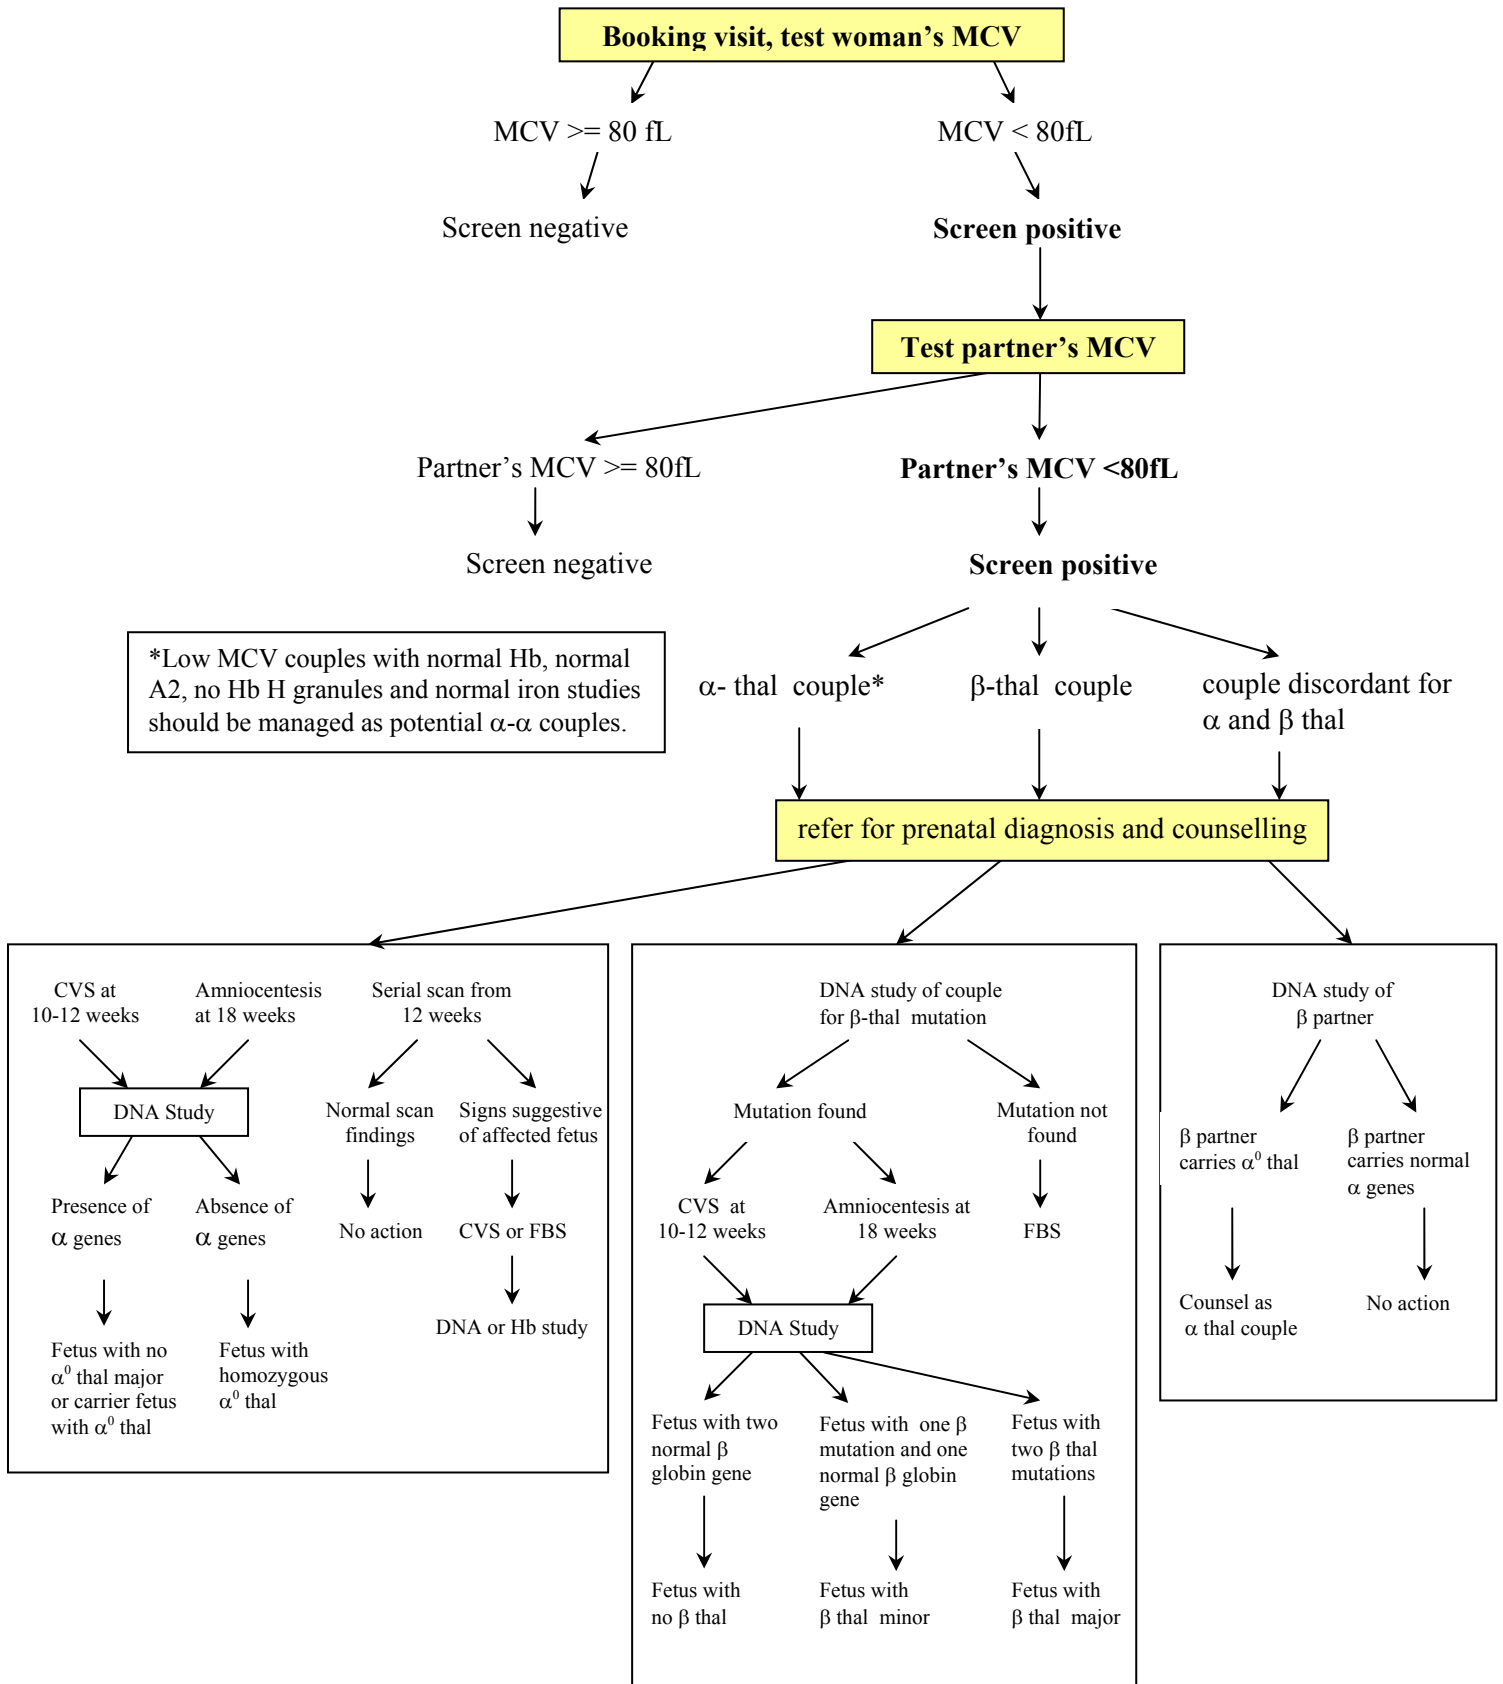 Booking visit, test woman’s MCV
MCV >= 80 fL
MCV < 80fL
Screen negative
Screen positive
Test partner’s MCV
Partner’s MCV >= 80fL
Partner’s MCV <80fL
Screen negative
Screen positive
*Low MCV couples with normal Hb, normal
A2, no Hb H granules and normal iron studies
should be managed as potential α-α couples.
α- thal couple*
β-thal couple
couple discordant for
α and β thal
refer for prenatal diagnosis and counselling
CVS at
10-12 weeks
Amniocentesis
at 18 weeks
Serial scan from
12 weeks
DNA Study
Normal scan
findings
Signs suggestive
of affected fetus
Presence of
α genes
Absence of
α genes
No action
CVS or FBS
DNA or Hb study
Fetus with no
α⁰ thal major
or carrier fetus
with α⁰ thal
Fetus with
homozygous
α⁰ thal
DNA study of couple
for β-thal mutation
Mutation found
Mutation not
found
CVS at
10-12 weeks
Amniocentesis at
18 weeks
FBS
DNA Study
Fetus with two
normal β
globin gene
Fetus with one β
mutation and one
normal β globin
gene
Fetus with
two β thal
mutations
Fetus with
no β thal
Fetus with
β thal minor
Fetus with
β thal major
DNA study of
β partner
β partner
carries α⁰ thal
β partner
carries normal
α genes
Counsel as
α thal couple
No action